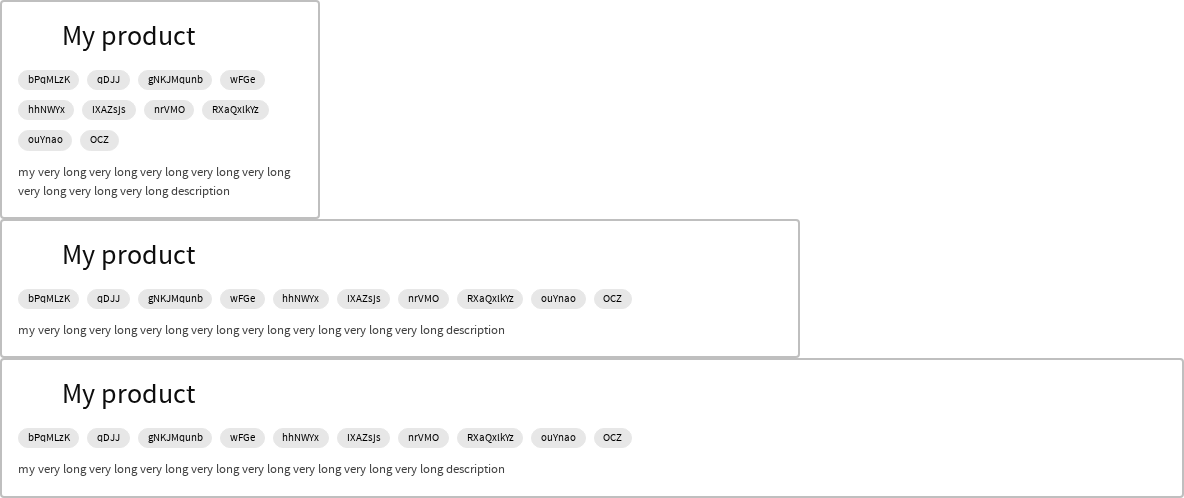 My product
bPqMLzK qDJJ gNKJMqunb wFGe
hhNWYx IXAZsjs nrVMO RXaQxlkYz
ouYnao OCZ
my very long very long very long very long very long
very long very long very long description
My product
bPqMLzK qDJJ gNKJMqunb wFGe hhNWYx IXAZsjs nrVMO RXaQxlkYz ouYnao OCZ
my very long very long very long very long very long very long very long very long description
My product
bPqMLzK qDJJ gNKJMqunb wFGe hhNWYx IXAZsjs nrVMO RXaQxlkYz ouYnao OCZ
my very long very long very long very long very long very long very long very long description